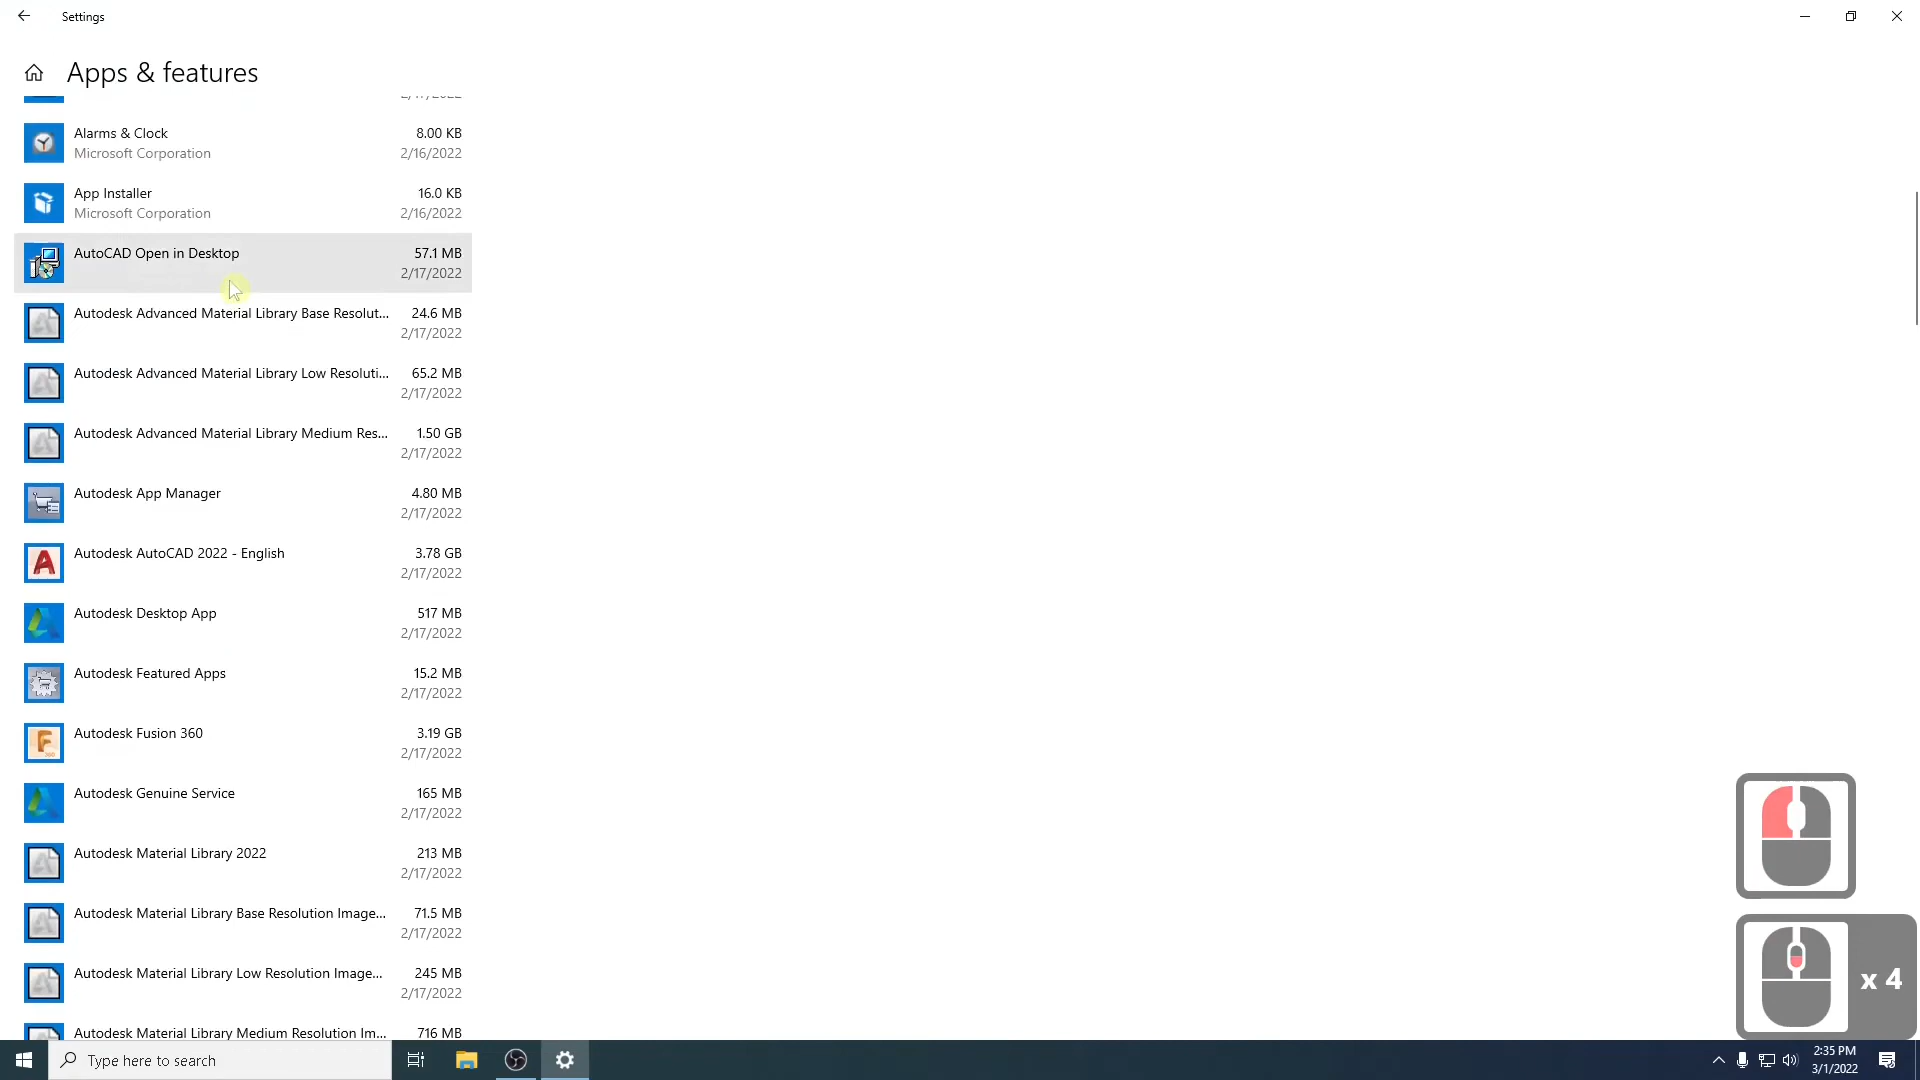 Settings
Apps & features
2/17/2022
Alarms & Clock 8.00 KB
Microsoft Corporation 2/16/2022
App Installer 16.0 KB
Microsoft Corporation 2/16/2022
AutoCAD Open in Desktop 57.1 MB
2/17/2022
Autodesk Advanced Material Library Base Resolut... 24.6 MB
2/17/2022
Autodesk Advanced Material Library Low Resoluti... 65.2 MB
2/17/2022
Autodesk Advanced Material Library Medium Res... 1.50 GB
2/17/2022
Autodesk App Manager 4.80 MB
2/17/2022
Autodesk AutoCAD 2022 - English 3.78 GB
2/17/2022
Autodesk Desktop App 517 MB
2/17/2022
Autodesk Featured Apps 15.2 MB
2/17/2022
Autodesk Fusion 360 3.19 GB
2/17/2022
Autodesk Genuine Service 165 MB
2/17/2022
Autodesk Material Library 2022 213 MB
2/17/2022
Autodesk Material Library Base Resolution Image... 71.5 MB
2/17/2022
Autodesk Material Library Low Resolution Image... 245 MB
2/17/2022
Autodesk Material Library Medium Resolution Im... 716 MB
x 4
Type here to search
2:35 PM
3/1/2022